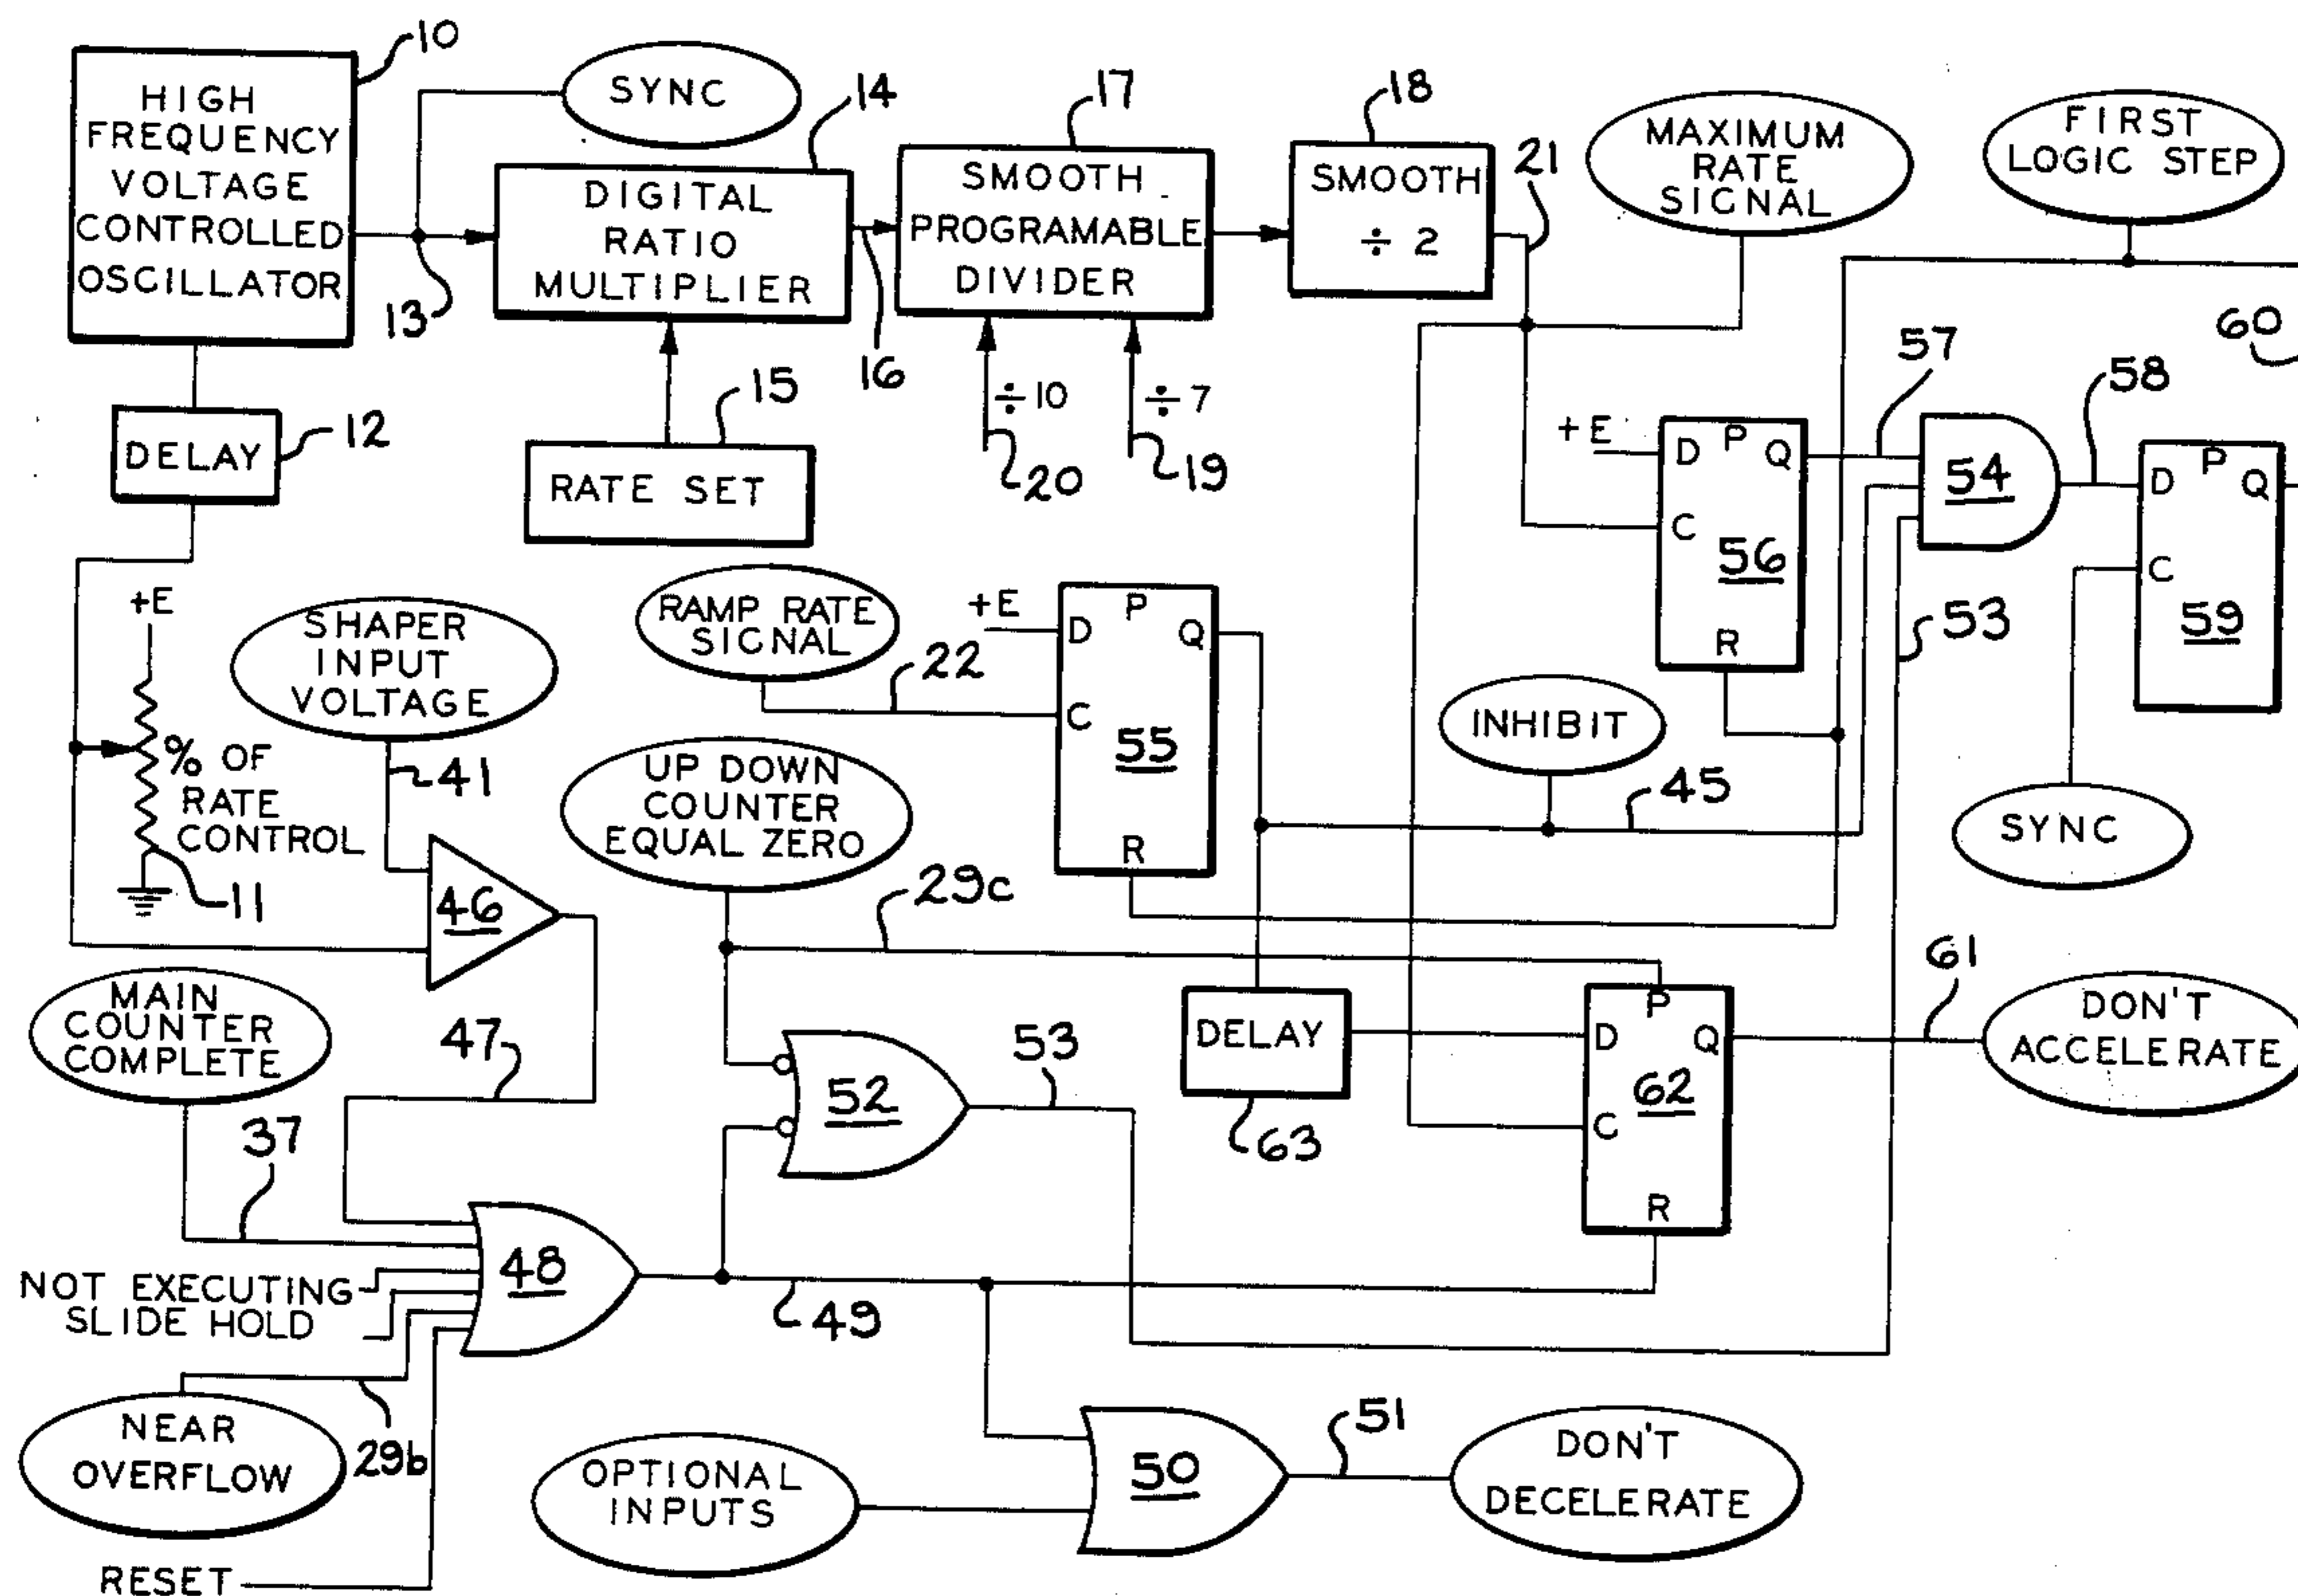 10
HIGH
FREQUENCY
VOLTAGE
CONTROLLED
OSCILLATOR
SYNC
13
14
DIGITAL
RATIO
MULTIPLIER
16
17
SMOOTH
PROGRAMABLE
DIVIDER
18
SMOOTH
÷ 2
21
MAXIMUM
RATE
SIGNAL
FIRST
LOGIC STEP
60
DELAY
12
15
RATE SET
÷ 10
20
÷ 7
19
+E
D
P
Q
C
56
R
57
54
58
D
P
Q
C
59
53
SYNC
+E
% OF
RATE
CONTROL
11
SHAPER
INPUT
VOLTAGE
41
RAMP RATE
SIGNAL
22
+E
D
P
Q
C
55
R
INHIBIT
45
UP DOWN
COUNTER
EQUAL ZERO
29c
46
47
MAIN
COUNTER
COMPLETE
37
52
53
DELAY
63
D
P
Q
62
C
R
61
DON'T
ACCELERATE
NOT EXECUTING
SLIDE HOLD
48
49
NEAR
OVERFLOW
29b
RESET
OPTIONAL
INPUTS
50
51
DON'T
DECELERATE